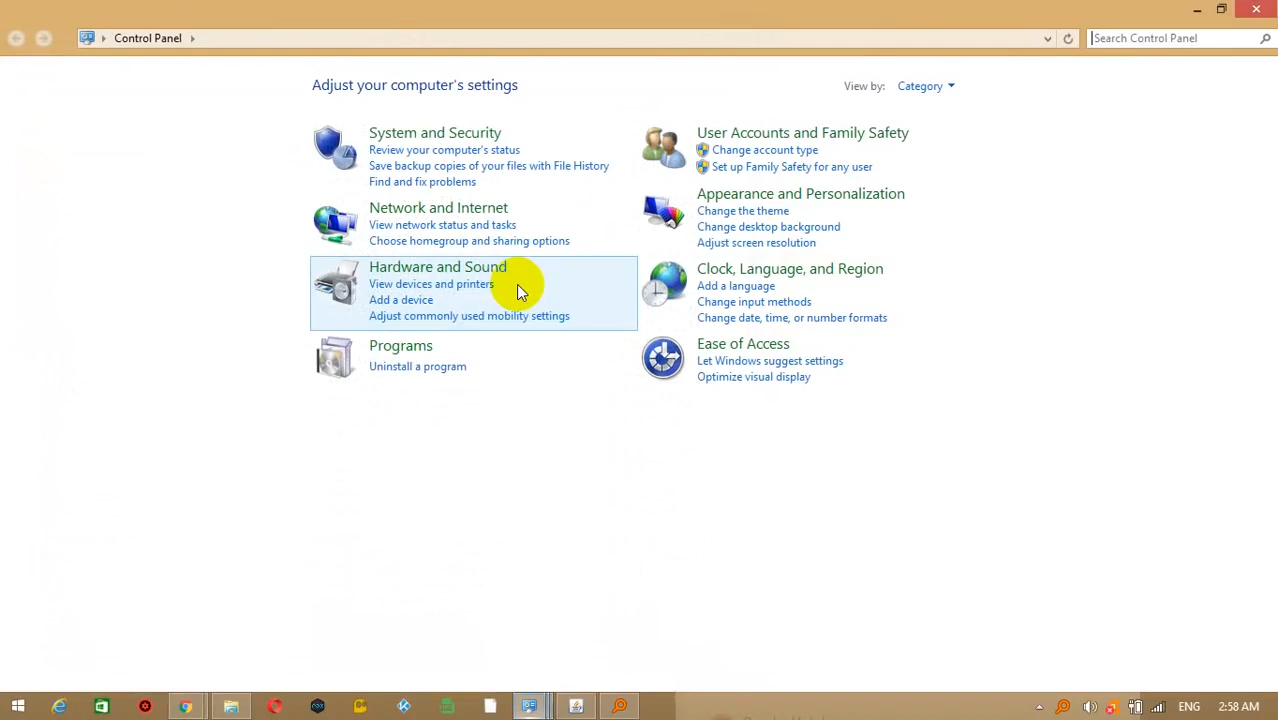 Control Panel
Search Control Panel
Adjust your computer's settings
View by: Category
System and Security
Review your computer's status
Save backup copies of your files with File History
Find and fix problems
Network and Internet
View network status and tasks
Choose homegroup and sharing options
Hardware and Sound
View devices and printers
Add a device
Adjust commonly used mobility settings
Programs
Uninstall a program
User Accounts and Family Safety
Change account type
Set up Family Safety for any user
Appearance and Personalization
Change the theme
Change desktop background
Adjust screen resolution
Clock, Language, and Region
Add a language
Change input methods
Change date, time, or number formats
Ease of Access
Let Windows suggest settings
Optimize visual display
ENG
2:58 AM